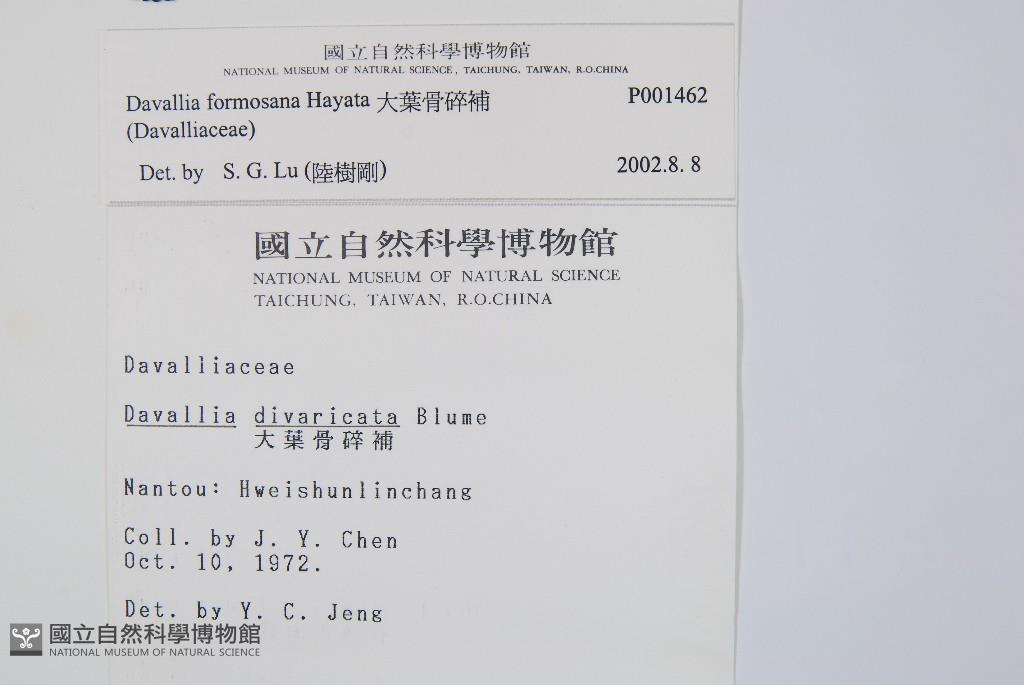 國立自然科學博物館
NATIONAL MUSEUM OF NATURAL SCIENCE, TAICHUNG, TAIWAN, R.O.CHINA
Davallia formosana Hayata 大葉骨碎補 P001462
(Davalliaceae)
Det. by S. G. Lu (陸樹剛) 2002.8. 8
國立自然科學博物館
NATIONAL MUSEUM OF NATURAL SCIENCE
TAICHUNG, TAIWAN, R.O.CHINA
Davalliaceae
Davallia divaricata Blume
大葉骨碎補
Nantou: Hweishunlinchang
Coll. by J. Y. Chen
Oct. 10, 1972.
Det. by Y. C. Jeng
國立自然科學博物館
NATIONAL MUSEUM OF NATURAL SCIENCE